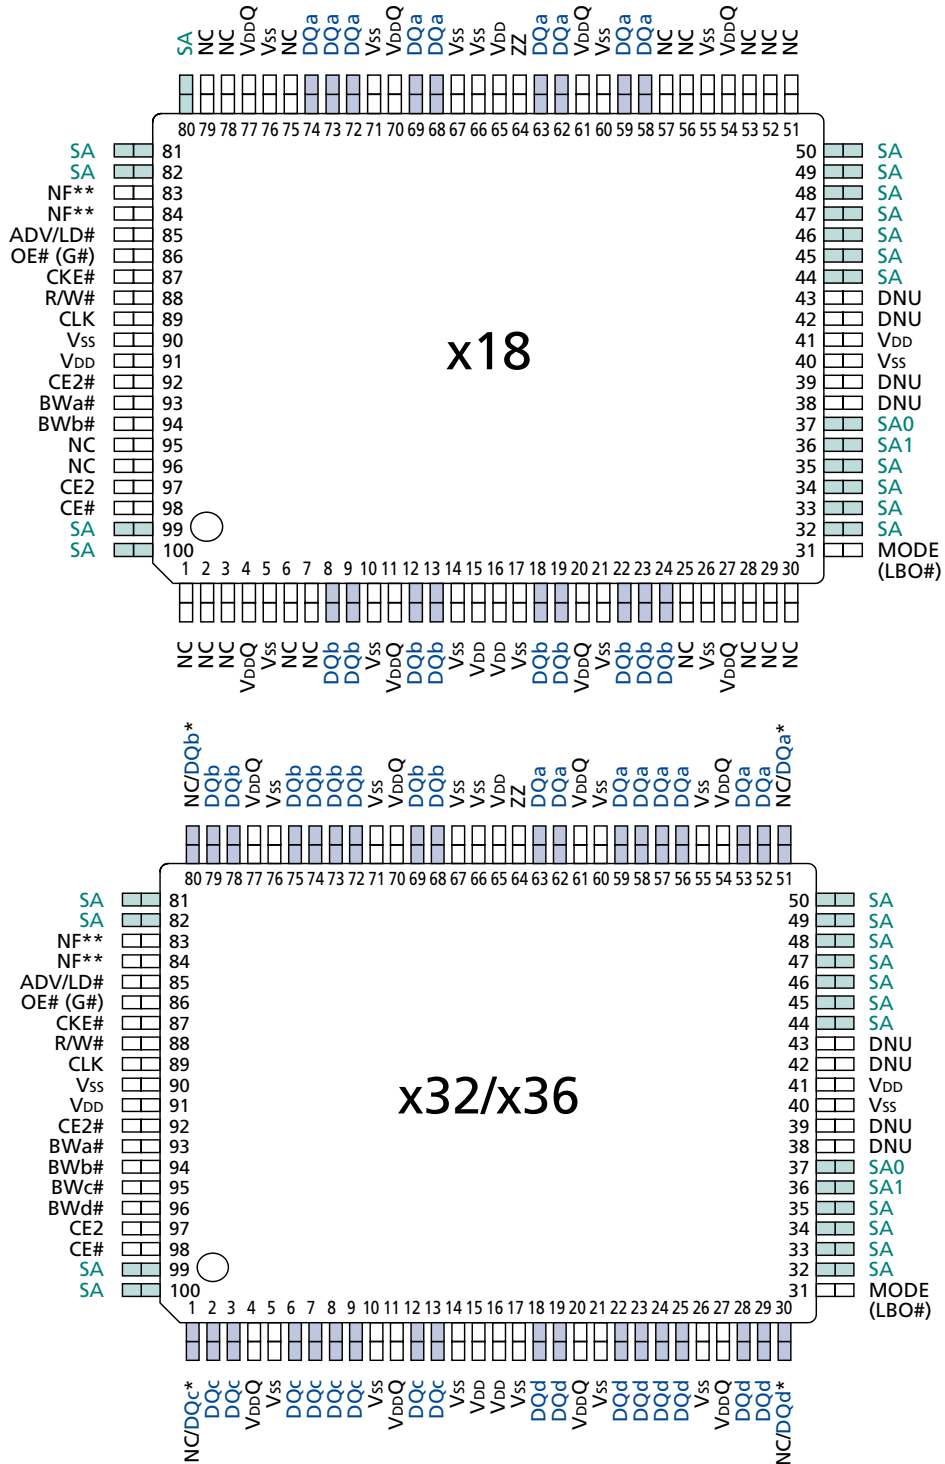 SA NC NC VDDQ Vss NC DQa DQa DQa Vss VDDQ DQa DQa Vss Vss VDD ZZ DQa DQa VDDQ Vss DQa DQa NC NC Vss VDDQ NC NC NC
80 79 78 77 76 75 74 73 72 71 70 69 68 67 66 65 64 63 62 61 60 59 58 57 56 55 54 53 52 51
SA 81 50 SA
SA 82 49 SA
NF** 83 48 SA
NF** 84 47 SA
ADV/LD# 85 46 SA
OE# (G#) 86 45 SA
CKE# 87 44 SA
R/W# 88 43 DNU
CLK 89 42 DNU
Vss 90 41 VDD
VDD 91 40 Vss
x18
CE2# 92 39 DNU
BWa# 93 38 DNU
BWb# 94 37 SA0
NC 95 36 SA1
NC 96 35 SA
CE2 97 34 SA
CE# 98 33 SA
SA 99 32 SA
SA 100 31 MODE
(LBO#)
1 2 3 4 5 6 7 8 9 10 11 12 13 14 15 16 17 18 19 20 21 22 23 24 25 26 27 28 29 30
NC NC NC VDDQ Vss NC NC DQb DQb Vss VDDQ DQb DQb Vss VDD VDD Vss DQb DQb VDDQ Vss DQb DQb DQb NC Vss VDDQ NC NC NC
NC/DQb* DQb DQb VDDQ Vss DQb DQb DQb DQb Vss VDDQ DQb DQb Vss Vss VDD ZZ DQa DQa VDDQ Vss DQa DQa DQa DQa Vss VDDQ DQa DQa NC/DQa*
80 79 78 77 76 75 74 73 72 71 70 69 68 67 66 65 64 63 62 61 60 59 58 57 56 55 54 53 52 51
SA 81 50 SA
SA 82 49 SA
NF** 83 48 SA
NF** 84 47 SA
ADV/LD# 85 46 SA
OE# (G#) 86 45 SA
CKE# 87 44 SA
R/W# 88 43 DNU
CLK 89 42 DNU
Vss 90 41 VDD
x32/x36
VDD 91 40 Vss
CE2# 92 39 DNU
BWa# 93 38 DNU
BWb# 94 37 SA0
BWc# 95 36 SA1
BWd# 96 35 SA
CE2 97 34 SA
CE# 98 33 SA
SA 99 32 SA
SA 100 31 MODE
(LBO#)
1 2 3 4 5 6 7 8 9 10 11 12 13 14 15 16 17 18 19 20 21 22 23 24 25 26 27 28 29 30
NC/DQc* DQc DQc VDDQ Vss DQc DQc DQc DQc Vss VDDQ DQc DQc Vss VDD VDD Vss DQd DQd VDDQ Vss DQd DQd DQd DQd Vss VDDQ DQd DQd NC/DQd*